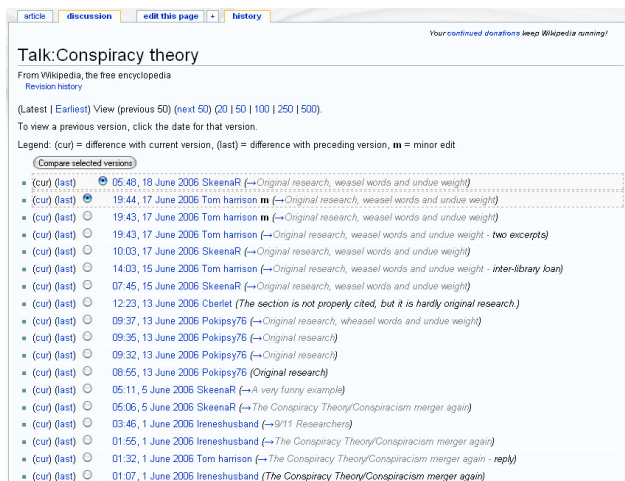 article discussion edit this page + history
Your continued donations keep Wikipedia running!
Talk:Conspiracy theory
From Wikipedia, the free encyclopedia
Revision history
(Latest | Earliest) View (previous 50) (next 50) (20 | 50 | 100 | 250 | 500).
To view a previous version, click the date for that version.
Legend: (cur) = difference with current version, (last) = difference with preceding version, m = minor edit
Compare selected versions
(cur) (last) 05:48, 18 June 2006 SkeenaR (→Original research, weasel words and undue weight)
(cur) (last) 19:44, 17 June 2006 Tom harrison m (→Original research, weasel words and undue weight)
(cur) (last) 19:43, 17 June 2006 Tom harrison m (→Original research, weasel words and undue weight)
(cur) (last) 19:43, 17 June 2006 Tom harrison (→Original research, weasel words and undue weight - two excerpts)
(cur) (last) 10:03, 17 June 2006 SkeenaR (→Original research, weasel words and undue weight)
(cur) (last) 14:03, 15 June 2006 Tom harrison (→Original research, weasel words and undue weight - inter-library loan)
(cur) (last) 07:45, 15 June 2006 SkeenaR (→Original research, weasel words and undue weight)
(cur) (last) 12:23, 13 June 2006 Cberlet (The section is not properly cited, but it is hardly original research.)
(cur) (last) 09:37, 13 June 2006 Pokipsy76 (→Original research, wheasel words and undue weight)
(cur) (last) 09:35, 13 June 2006 Pokipsy76 (→Original research)
(cur) (last) 09:32, 13 June 2006 Pokipsy76 (→Original research)
(cur) (last) 08:55, 13 June 2006 Pokipsy76 (Original research)
(cur) (last) 05:11, 5 June 2006 SkeenaR (→A very funny example)
(cur) (last) 05:06, 5 June 2006 SkeenaR (→The Conspiracy Theory/Conspiracism merger again)
(cur) (last) 03:46, 1 June 2006 Ireneshusband (→9/11 Researchers)
(cur) (last) 01:55, 1 June 2006 Ireneshusband (→The Conspiracy Theory/Conspiracism merger again)
(cur) (last) 01:32, 1 June 2006 Tom harrison (→The Conspiracy Theory/Conspiracism merger again - reply)
(cur) (last) 01:07, 1 June 2006 Ireneshusband (The Conspiracy Theory/Conspiracism merger again)